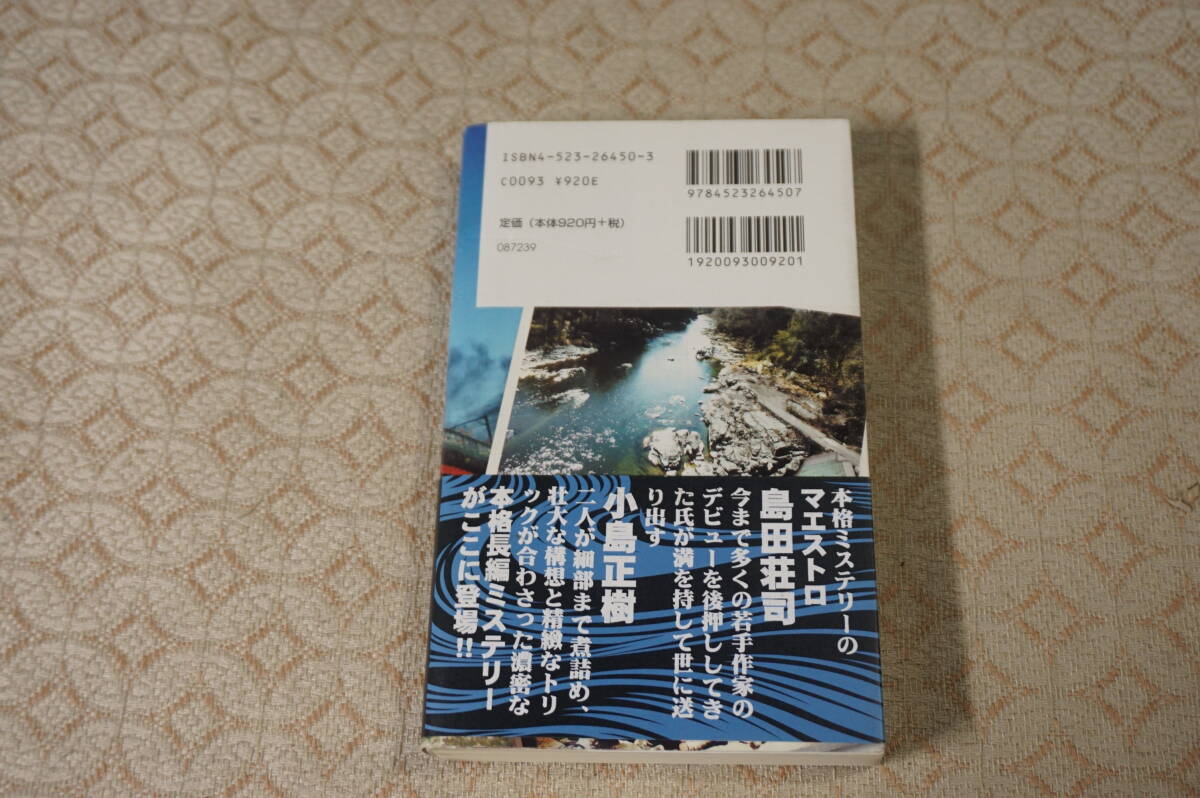 ISBN4-523-26450-3
C0093 ¥920E
定価（本体920円＋税）
087239
9784523264507
1920093009201
本格ミステリーの
マエストロ
島田荘司
今まで多くの若手作家の
デビューを後押ししてき
た氏が満を持して世に送
り出す
小島正樹
二人が細部まで煮詰め、
壮大な構想と精緻なトリ
ックが合わさった濃密な
本格長編ミステリー
がここに登場!!